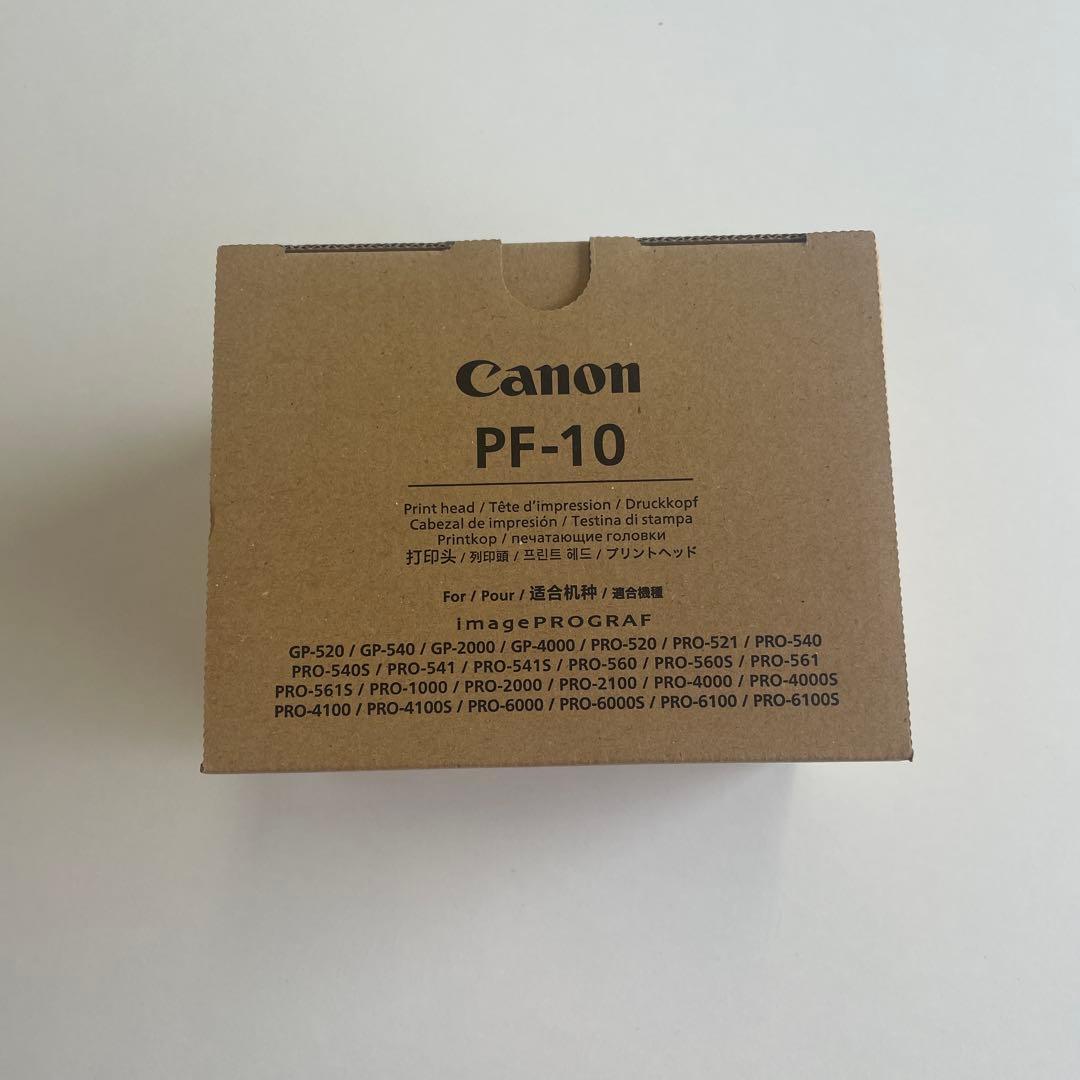 Canon
PF-10
Print head / Tête d'impression / Druckkopf
Cabezal de impresión / Testina di stampa
Printkop / печатающие головки
打印头 / 列印頭 / 프린트 헤드 / プリントヘッド
For / Pour / 适合机种 / 適合機種
imagePROGRAF
GP-520 / GP-540 / GP-2000 / GP-4000 / PRO-520 / PRO-521 / PRO-540
PRO-540S / PRO-541 / PRO-541S / PRO-560 / PRO-560S / PRO-561
PRO-561S / PRO-1000 / PRO-2000 / PRO-2100 / PRO-4000 / PRO-4000S
PRO-4100 / PRO-4100S / PRO-6000 / PRO-6000S / PRO-6100 / PRO-6100S